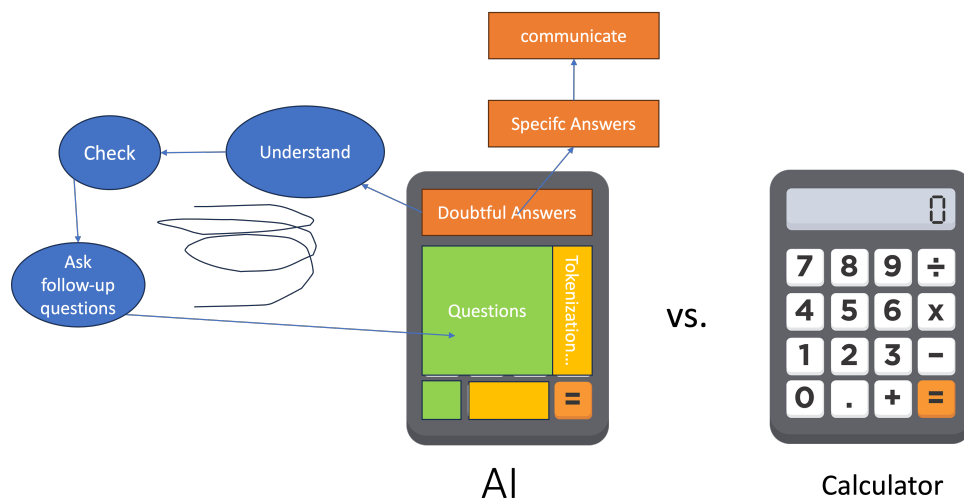 communicate
Specifc Answers
Check
Understand
Doubtful Answers
Ask
follow-up
questions
Questions
Tokenization...
=
AI
vs.
0
7 8 9 ÷
4 5 6 x
1 2 3 −
0 . + =
Calculator